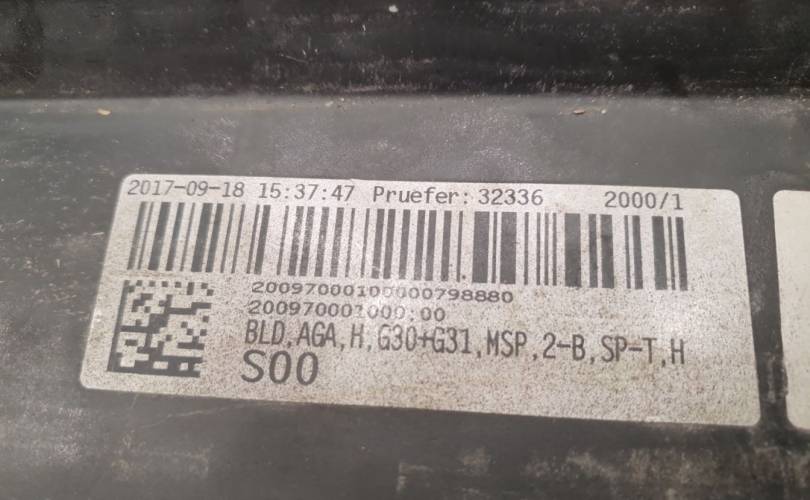 2017-09-18 15:37:47 Pruefer: 32336 2000/1
200970001000000798880
200970001000:00
BLD,AGA,H,G30+G31,MSP,2-B,SP-T,H
S00